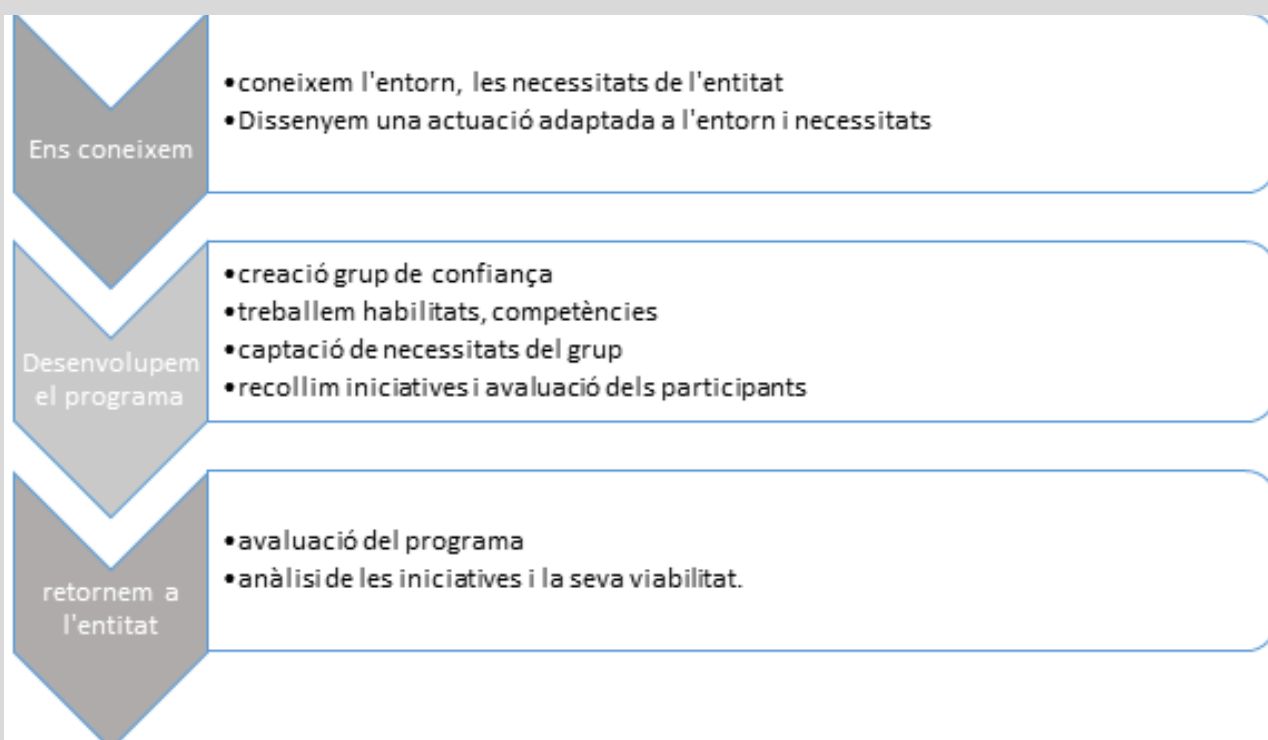 Ens coneixem
•coneixem l'entorn, les necessitats de l'entitat
•Dissenyem una actuació adaptada a l'entorn i necessitats
Desenvolupem
el programa
•creació grup de confiança
•treballem habilitats, competències
•captació de necessitats del grup
•recollim iniciatives i avaluació dels participants
retornem a
l'entitat
•avaluació del programa
•anàlisi de les iniciatives i la seva viabilitat.